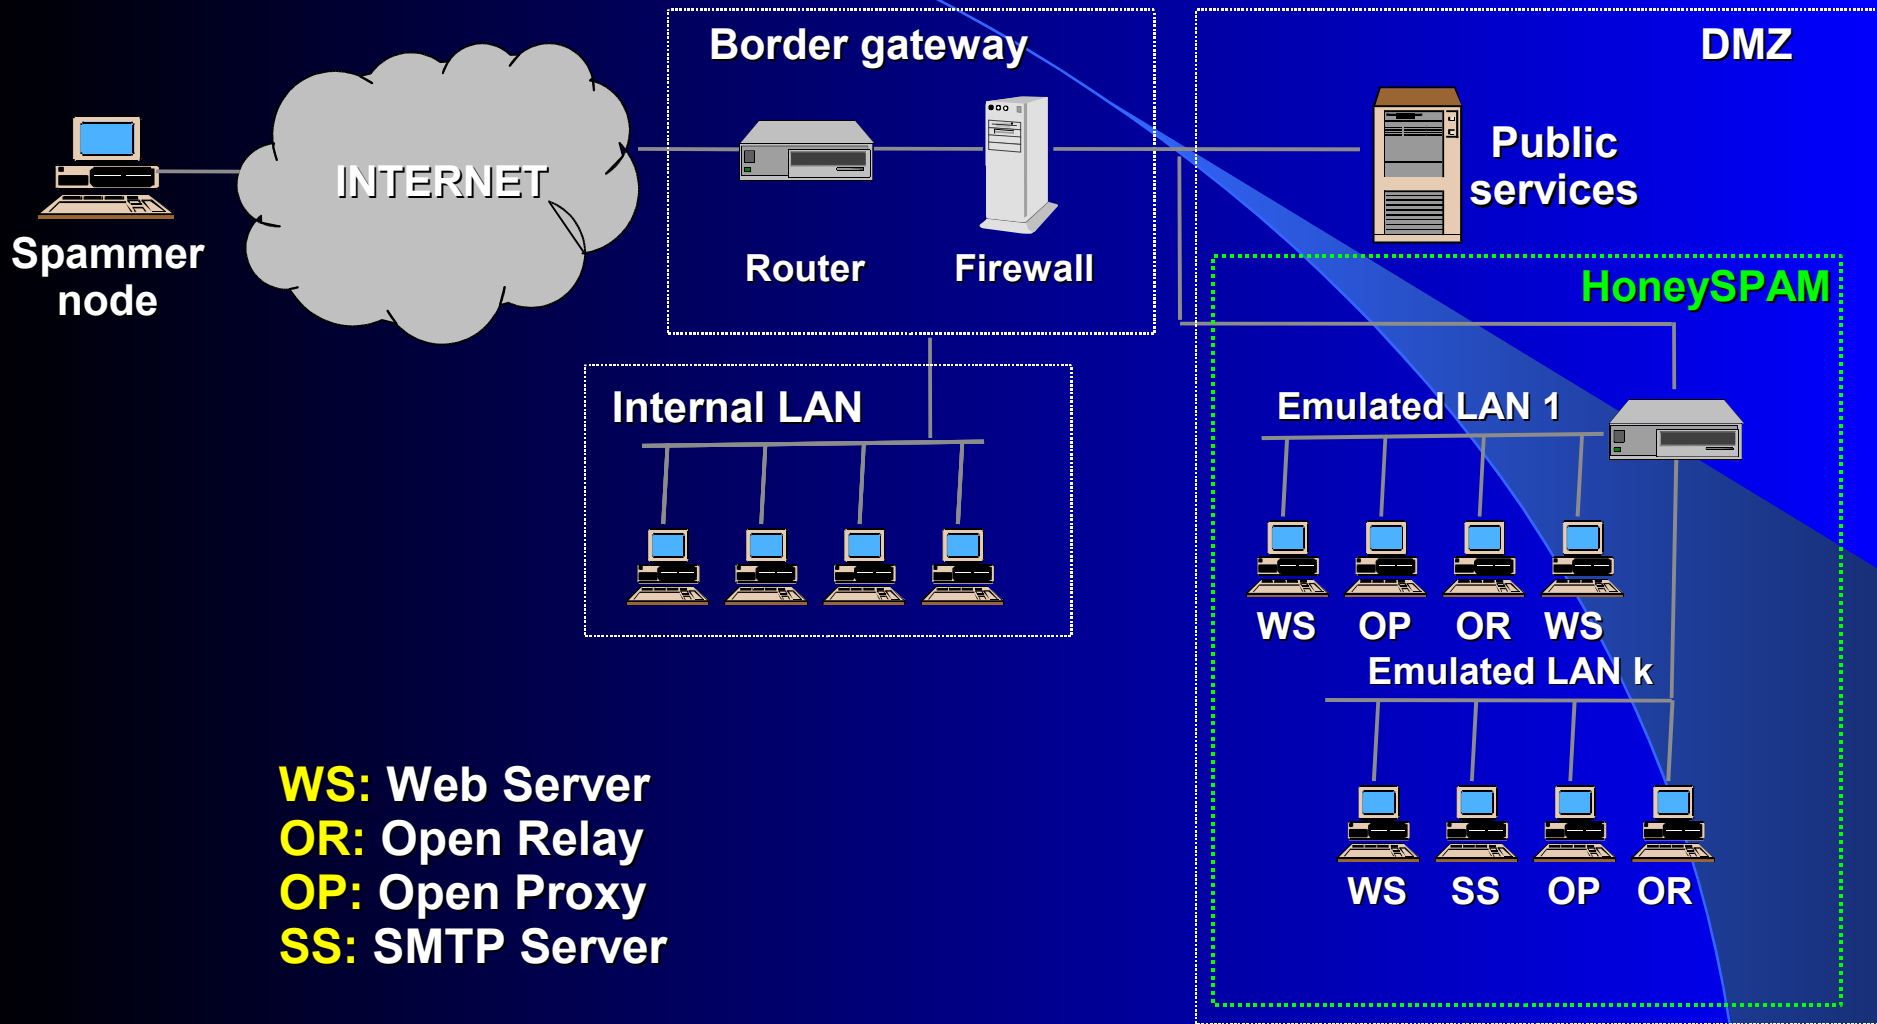 Border gateway
DMZ
INTERNET
Public
services
Spammer
node
Router
Firewall
HoneySPAM
Internal LAN
Emulated LAN 1
WS OP OR WS
Emulated LAN k
WS SS OP OR
WS: Web Server
OR: Open Relay
OP: Open Proxy
SS: SMTP Server